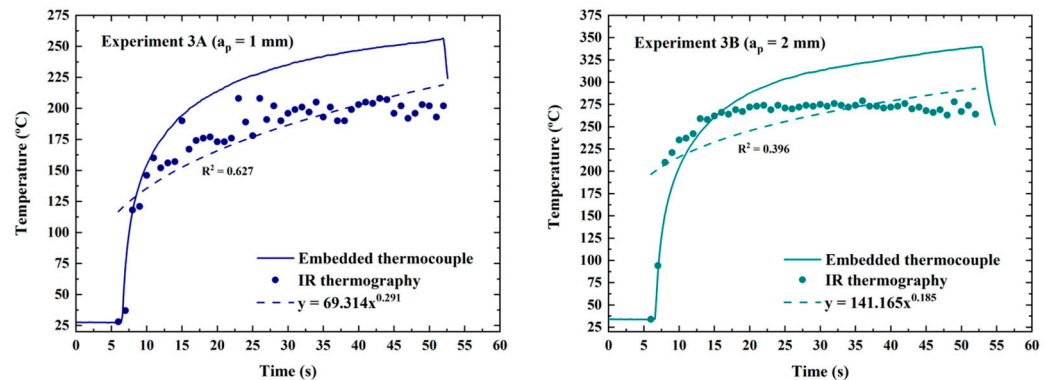 Experiment 3A (aₚ = 1 mm)
Temperature (ºC)
275
250
225
200
175
150
125
100
75
50
25
R² = 0.627
Embedded thermocouple
IR thermography
y = 69.314x^0.291
0 5 10 15 20 25 30 35 40 45 50 55 60
Time (s)
Experiment 3B (aₚ = 2 mm)
Temperature (ºC)
375
350
325
300
275
250
225
200
175
150
125
100
75
50
25
R² = 0.396
Embedded thermocouple
IR thermography
y = 141.165x^0.185
0 5 10 15 20 25 30 35 40 45 50 55 60
Time (s)